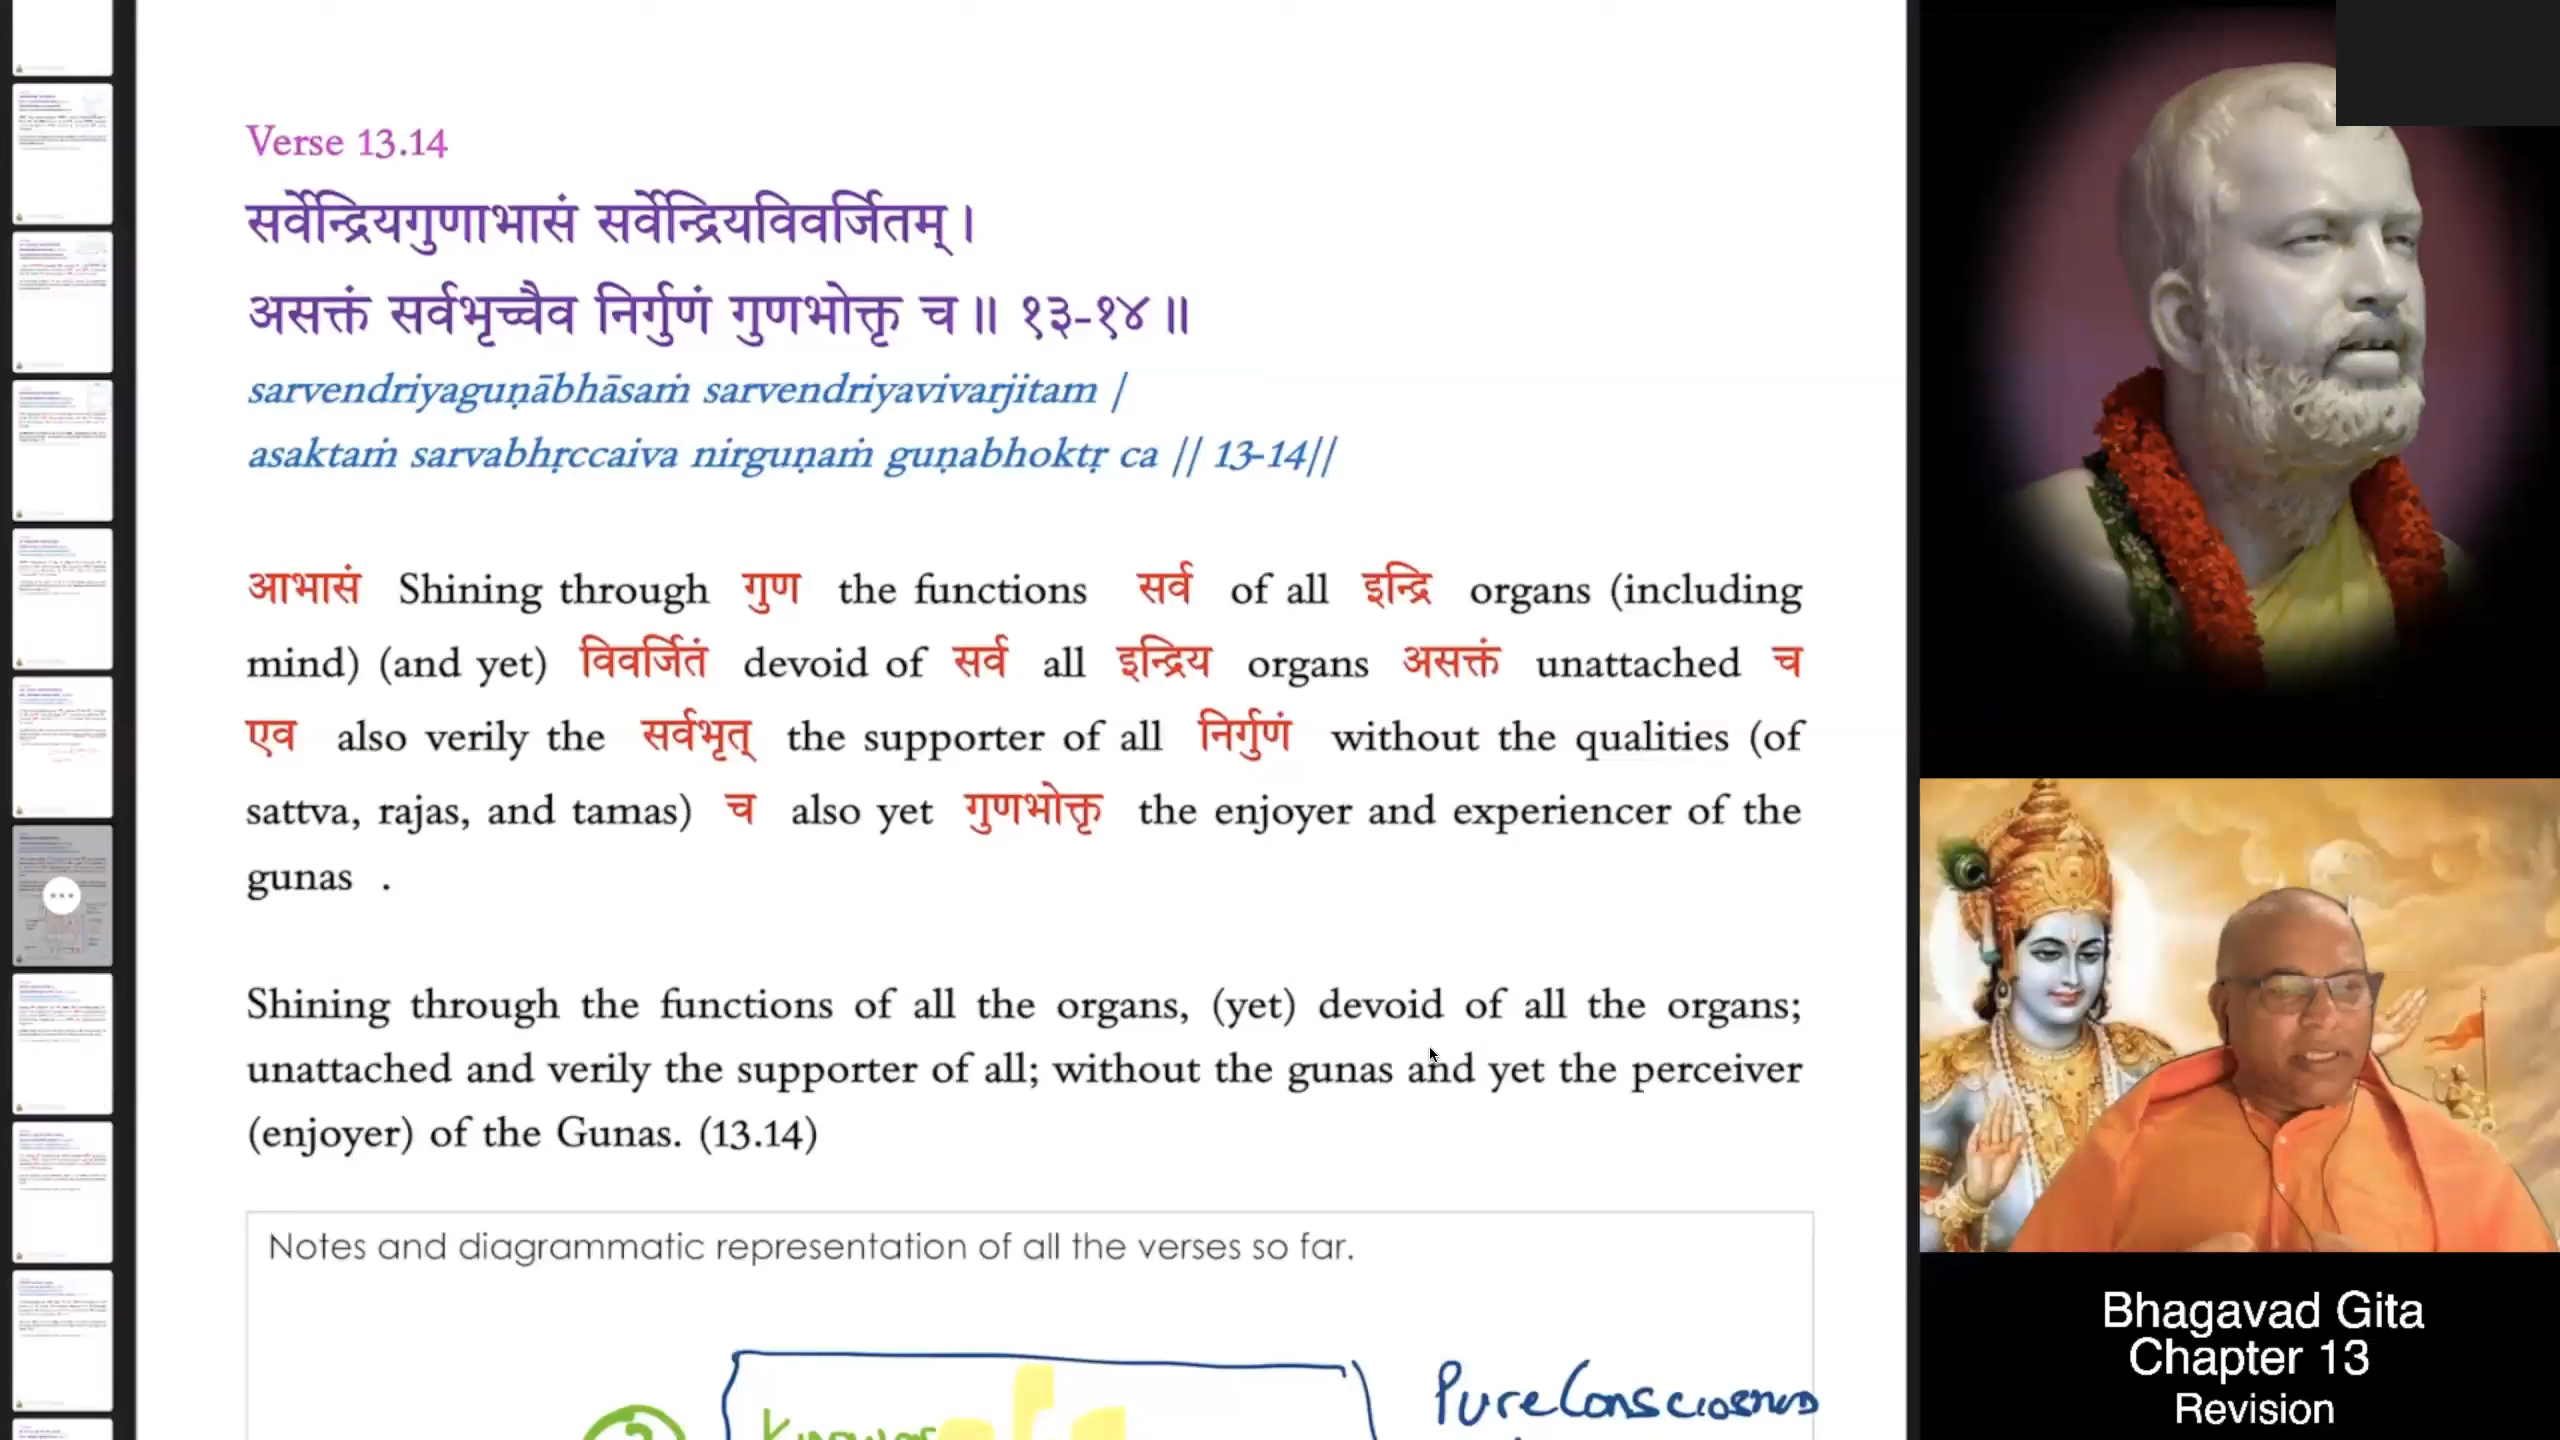 Verse 13.14
सर्वेन्द्रियगुणाभासं सर्वेन्द्रियविवर्जितम् ।
असक्तं सर्वभृच्चैव निर्गुणं गुणभोक्तृ च ॥ १३-१४ ॥
sarvendriyaguṇābhāsaṁ sarvendriyavivarjitam |
asaktaṁ sarvabhṛccaiva nirguṇaṁ guṇabhoktṛ ca || 13-14||
आभासं Shining through गुण the functions सर्व of all इन्द्रि organs (including
mind) (and yet) विवर्जितं devoid of सर्व all इन्द्रिय organs असक्तं unattached च
एव also verily the सर्वभृत् the supporter of all निर्गुणं without the qualities (of
sattva, rajas, and tamas) च also yet गुणभोक्तृ the enjoyer and experiencer of the
gunas .
Shining through the functions of all the organs, (yet) devoid of all the organs;
unattached and verily the supporter of all; without the gunas and yet the perceiver
(enjoyer) of the Gunas. (13.14)
Notes and diagrammatic representation of all the verses so far.
Bhagavad Gita
Chapter 13
Revision